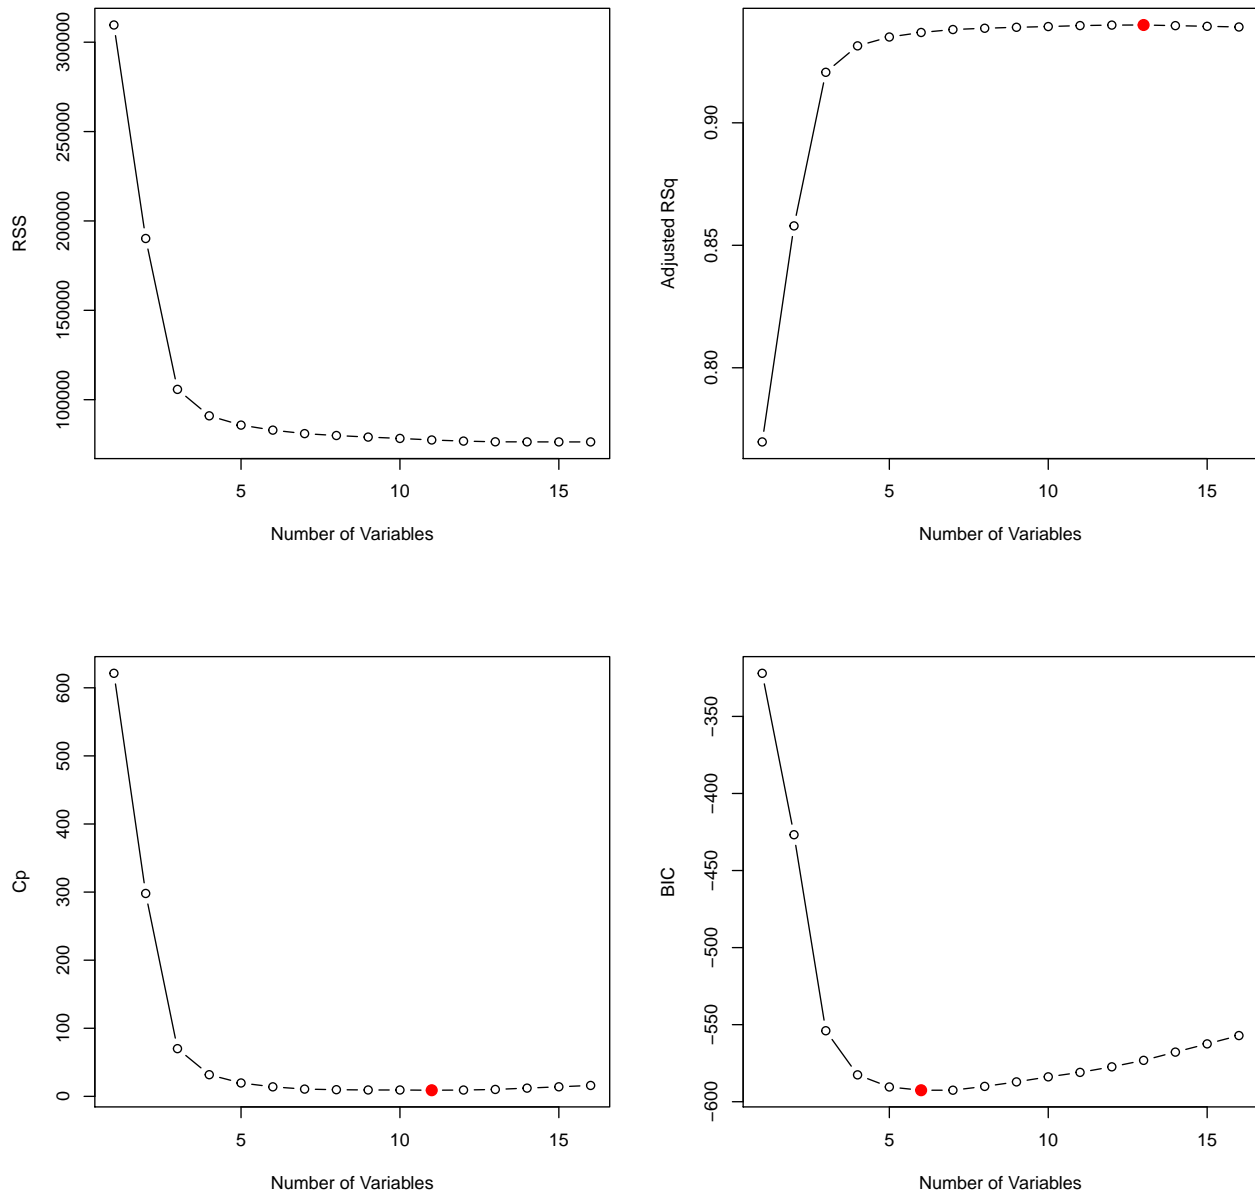 RSS
300000
250000
200000
150000
100000
5 10 15
Number of Variables
Adjusted RSq
0.90
0.85
0.80
5 10 15
Number of Variables
Cp
600
500
400
300
200
100
0
5 10 15
Number of Variables
BIC
−350
−400
−450
−500
−550
−600
5 10 15
Number of Variables